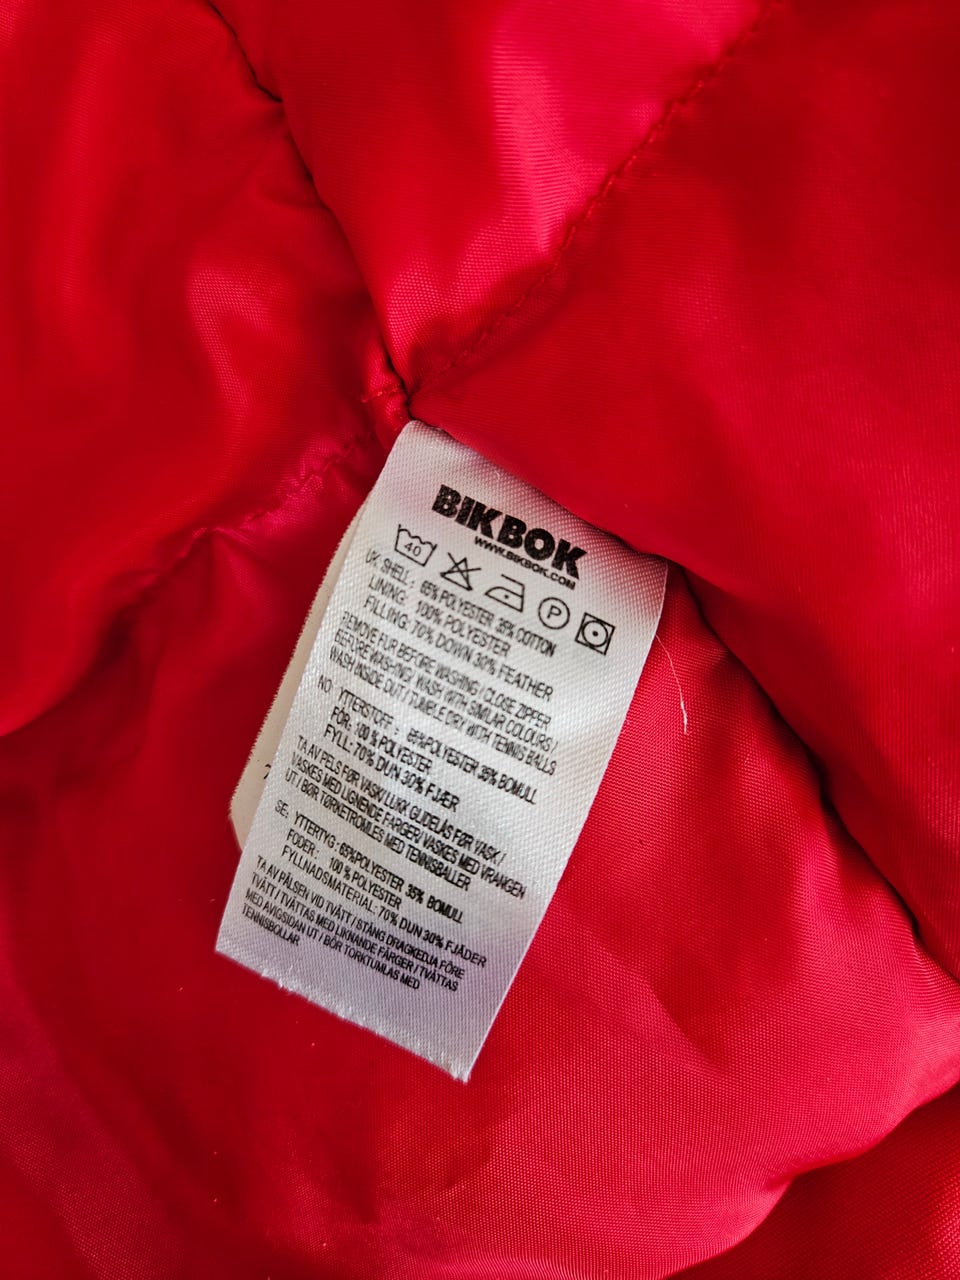 BIKBOK
WWW.BIKBOK.COM
40
P
UK: SHELL: 65% POLYESTER 35% COTTON
LINING: 100% POLYESTER
FILLING: 70% DOWN 30% FEATHER
REMOVE FUR BEFORE WASHING / CLOSE ZIPPER
BEFORE WASHING/ WASH WITH SIMILAR COLOURS /
WASH INSIDE OUT / TUMBLE DRY WITH TENNIS BALLS
NO: YTTERSTOFF : 65%POLYESTER 35% BOMULL
FÔR: 100 % POLYESTER
FYLL: 70% DUN 30% FJÆR
TA AV PELS FØR VASK/ LUKK GLIDELÅS FØR VASK /
VASKES MED LIGNENDE FARGER/ VASKES MED VRANGEN
UT / BØR TØRKETROMLES MED TENNISBALLER
SE: YTTERTYG : 65%POLYESTER 35% BOMULL
FODER: 100 % POLYESTER
FYLLNADSMATERIAL: 70% DUN 30% FJÄDER
TA AV PÄLSEN VID TVÄTT / STÄNG DRAGKEDJA FÖRE
TVÄTT / TVÄTTAS MED LIKNANDE FÄRGER / TVÄTTAS
MED AVIGSIDAN UT / BÖR TORKTUMLAS MED
TENNISBOLLAR